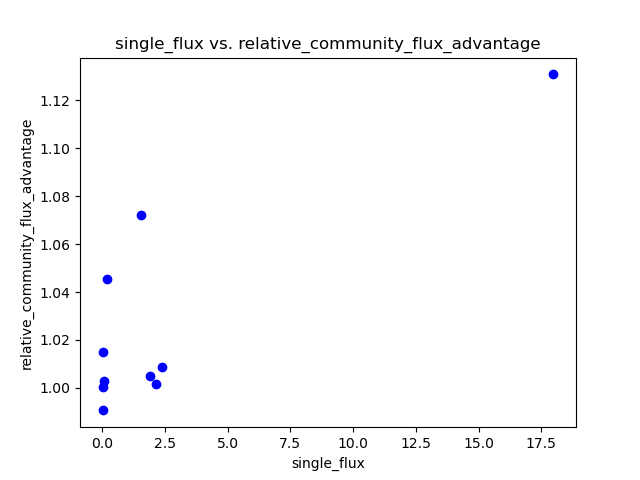 single_flux vs. relative_community_flux_advantage
relative_community_flux_advantage
1.12
1.10
1.08
1.06
1.04
1.02
1.00
0.0 2.5 5.0 7.5 10.0 12.5 15.0 17.5
single_flux